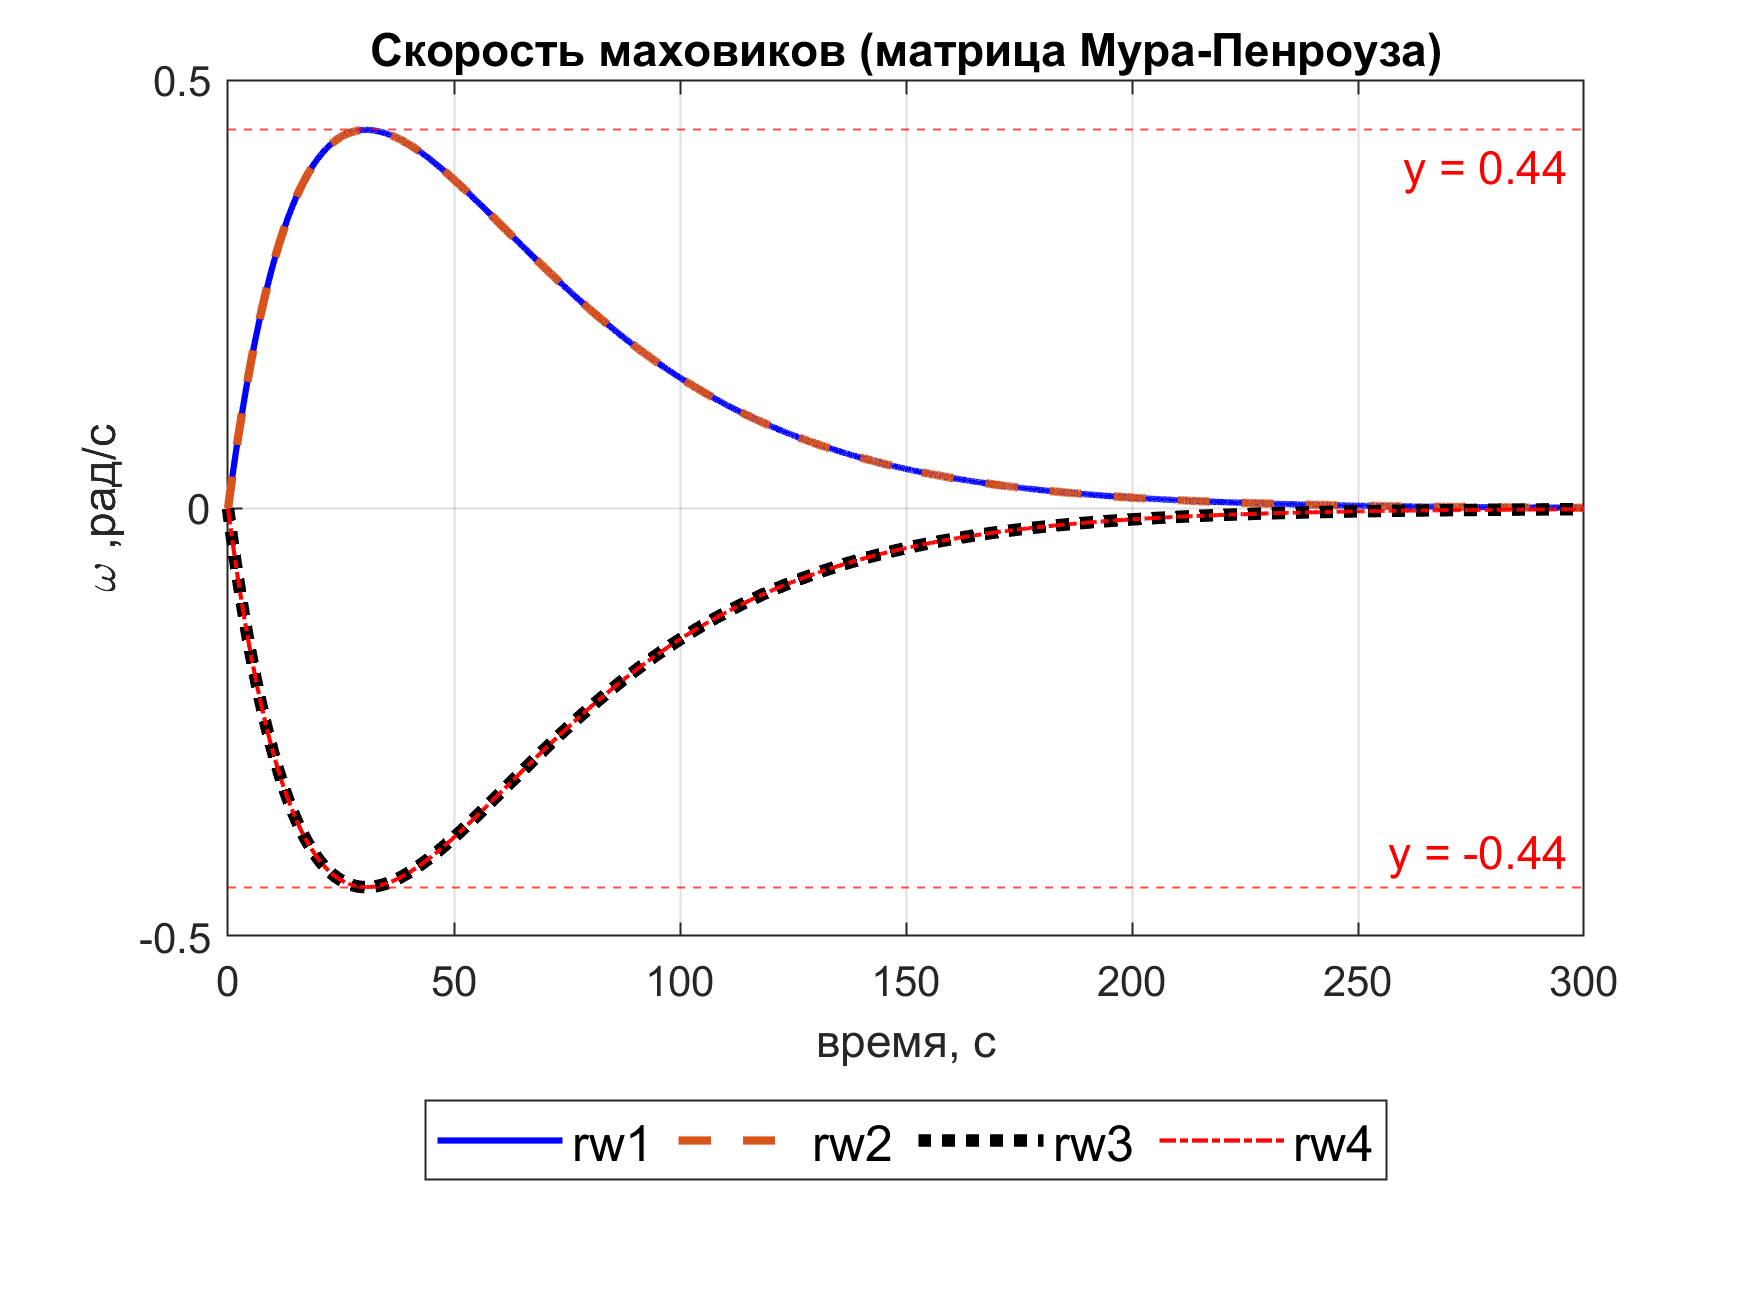 Скорость маховиков (матрица Мура-Пенроуза)
0.5
y = 0.44
ω ,рад/с
0
y = -0.44
-0.5
0 50 100 150 200 250 300
время, с
rw1 rw2 rw3 rw4